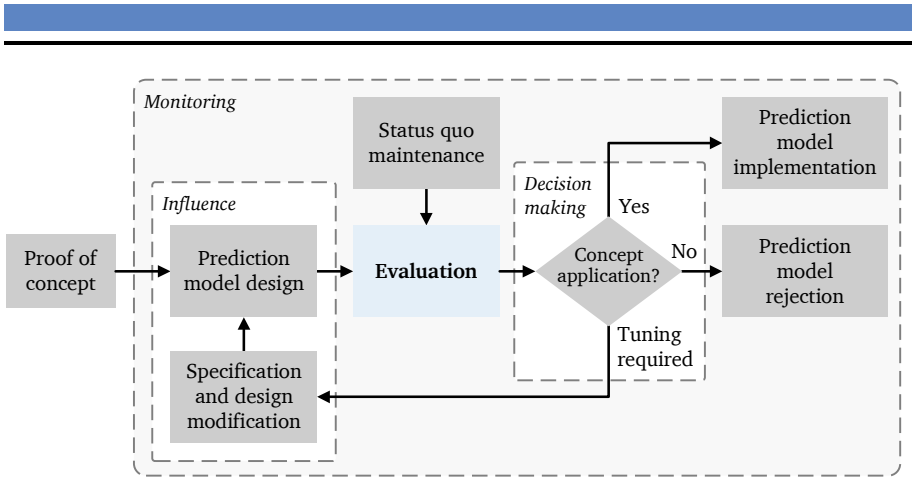 Monitoring
Status quo
maintenance
Prediction
model
implementation
Influence
Decision
making
Yes
Proof of
concept
Prediction
model design
Evaluation
Concept
application?
No
Prediction
model
rejection
Tuning
required
Specification
and design
modification